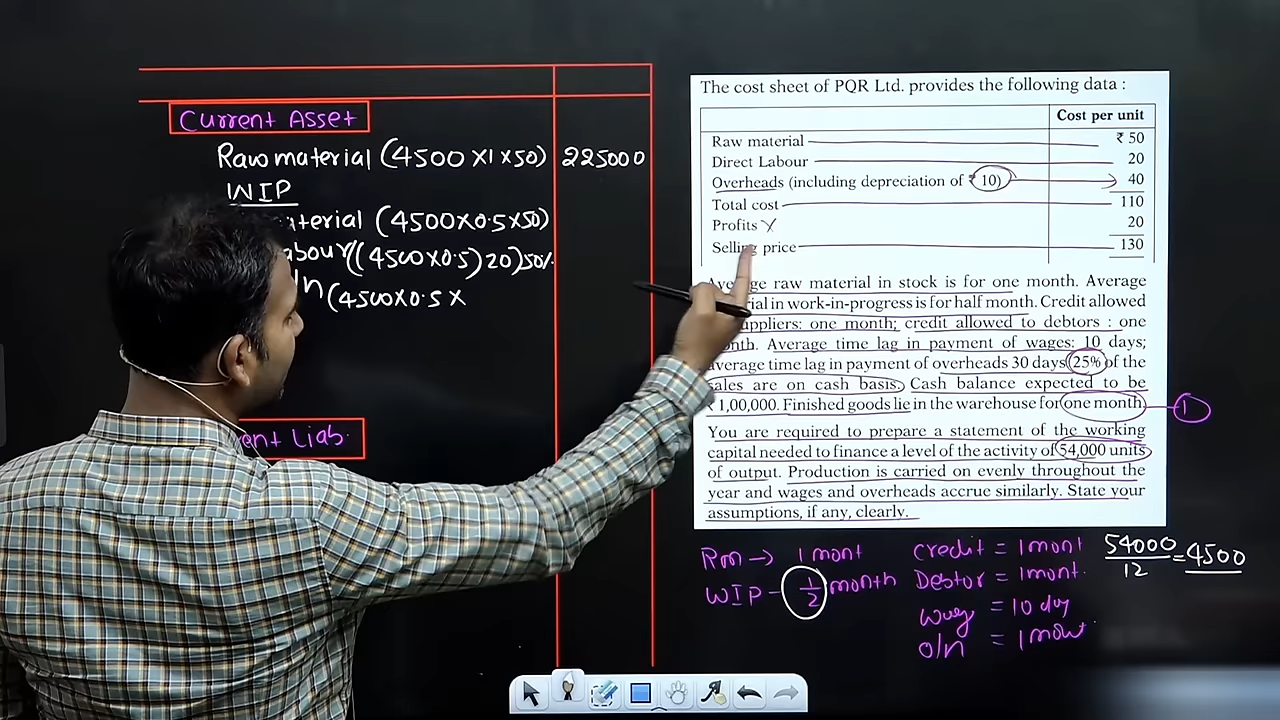 Current Asset
Raw material (4500 X1 X50) 225000
WIP
aterial (4500X0.5X50)
abour((4500X0.5)20)50%
(4500X0.5X
ent Liab.
The cost sheet of PQR Ltd. provides the following data :
Cost per unit
Raw material ₹ 50
Direct Labour 20
Overheads (including depreciation of ₹ 10) 40
Total cost 110
Profits X 20
Selling price 130
Average raw material in stock is for one month. Average
rial in work-in-progress is for half month. Credit allowed
uppliers: one month; credit allowed to debtors : one
nth. Average time lag in payment of wages: 10 days;
average time lag in payment of overheads 30 days 25% of the
sales are on cash basis. Cash balance expected to be
₹ 1,00,000. Finished goods lie in the warehouse for one month 1
You are required to prepare a statement of the working
capital needed to finance a level of the activity of 54,000 units
of output. Production is carried on evenly throughout the
year and wages and overheads accrue similarly. State your
assumptions, if any, clearly.
Rm → 1 mont
WIP - 1/2 month
credit = 1 mont
Debtor = 1 mont.
= 10 day
O/H = 1 mont
54000/12 = 4500